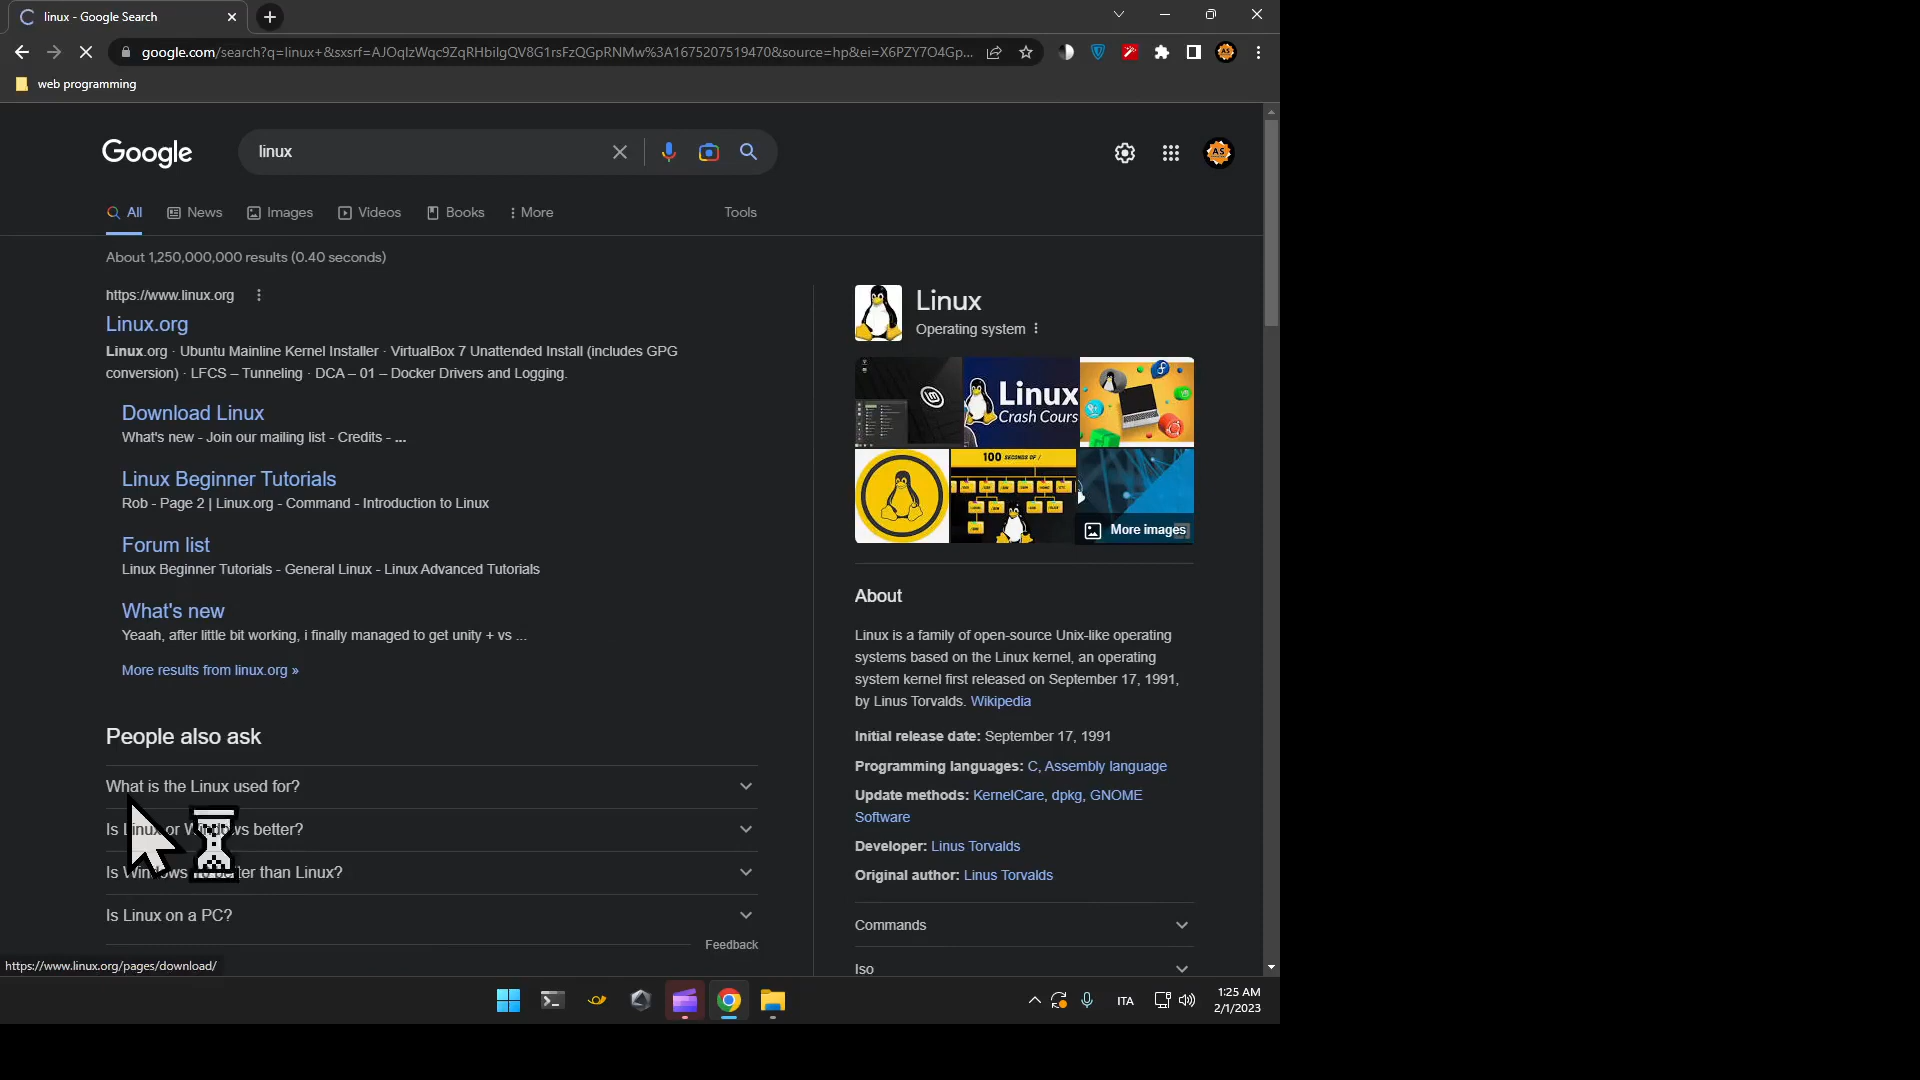 linux - Google Search
google.com/search?q=linux+&sxsrf=AJOqlzWqc9ZqRHbilgQV8G1rsFzQGpRNMw%3A1675207519470&source=hp&ei=X6PZY7O4Gp...
web programming
Google
linux
AS
All
News
Images
Videos
Books
More
Tools
About 1,250,000,000 results (0.40 seconds)
https://www.linux.org
Linux.org
Linux.org · Ubuntu Mainline Kernel Installer · VirtualBox 7 Unattended Install (includes GPG
conversion) · LFCS – Tunneling · DCA – 01 – Docker Drivers and Logging.
Download Linux
What's new - Join our mailing list - Credits - ...
Linux Beginner Tutorials
Rob - Page 2 | Linux.org - Command - Introduction to Linux
Forum list
Linux Beginner Tutorials - General Linux - Linux Advanced Tutorials
What's new
Yeaah, after little bit working, i finally managed to get unity + vs ...
More results from linux.org »
People also ask
What is the Linux used for?
Is Linux or Windows better?
Is Windows 10 better than Linux?
Is Linux on a PC?
Feedback
https://www.linux.org/pages/download/
Linux
Operating system
Linux
Crash Cours
100 SECONDS OF /
More images
About
Linux is a family of open-source Unix-like operating
systems based on the Linux kernel, an operating
system kernel first released on September 17, 1991,
by Linus Torvalds. Wikipedia
Initial release date: September 17, 1991
Programming languages: C, Assembly language
Update methods: KernelCare, dpkg, GNOME
Software
Developer: Linus Torvalds
Original author: Linus Torvalds
Commands
Iso
ITA
1:25 AM
2/1/2023